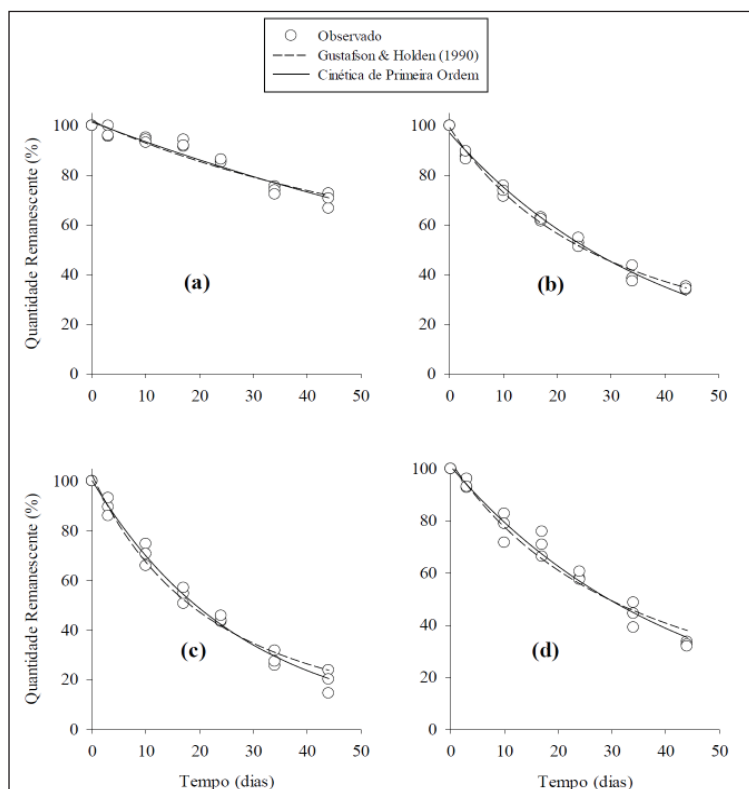 Observado
Gustafson & Holden (1990)
Cinética de Primeira Ordem
Quantidade Remanescente (%)
100
80
60
40
20
0
(a)
0 10 20 30 40 50
100
80
60
40
20
0
(b)
0 10 20 30 40 50
Quantidade Remanescente (%)
100
80
60
40
20
0
(c)
0 10 20 30 40 50
Tempo (dias)
100
80
60
40
20
0
(d)
0 10 20 30 40 50
Tempo (dias)